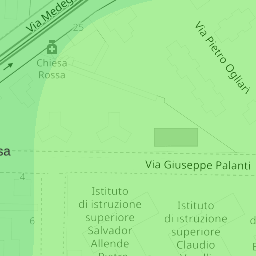 Via Medeg
25
Chiesa
Rossa
Via Pietro Ogliari
sa
Via Giuseppe Palanti
4
Istituto
di istruzione
superiore
Salvador
Allende
Istituto
di istruzione
superiore
Claudio
6
d